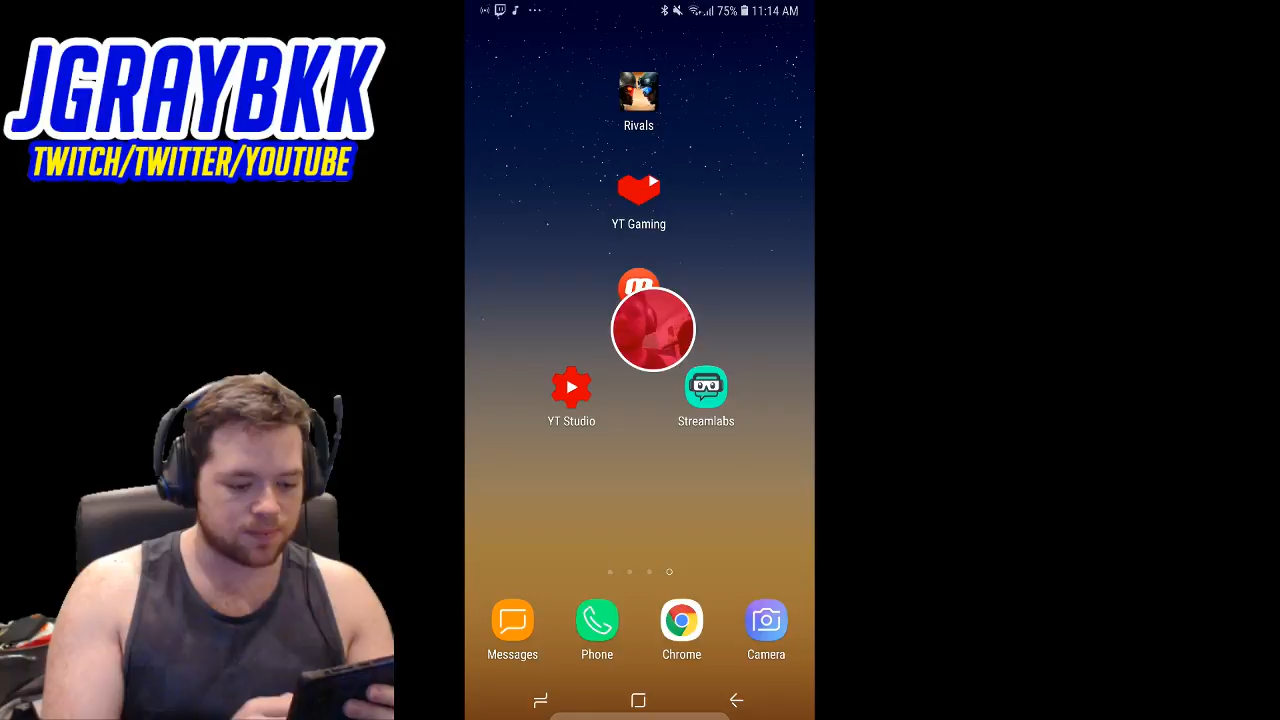 JGRAYBKK
TWITCH/TWITTER/YOUTUBE
75% 11:14 AM
Rivals
YT Gaming
YT Studio
Streamlabs
Messages
Phone
Chrome
Camera